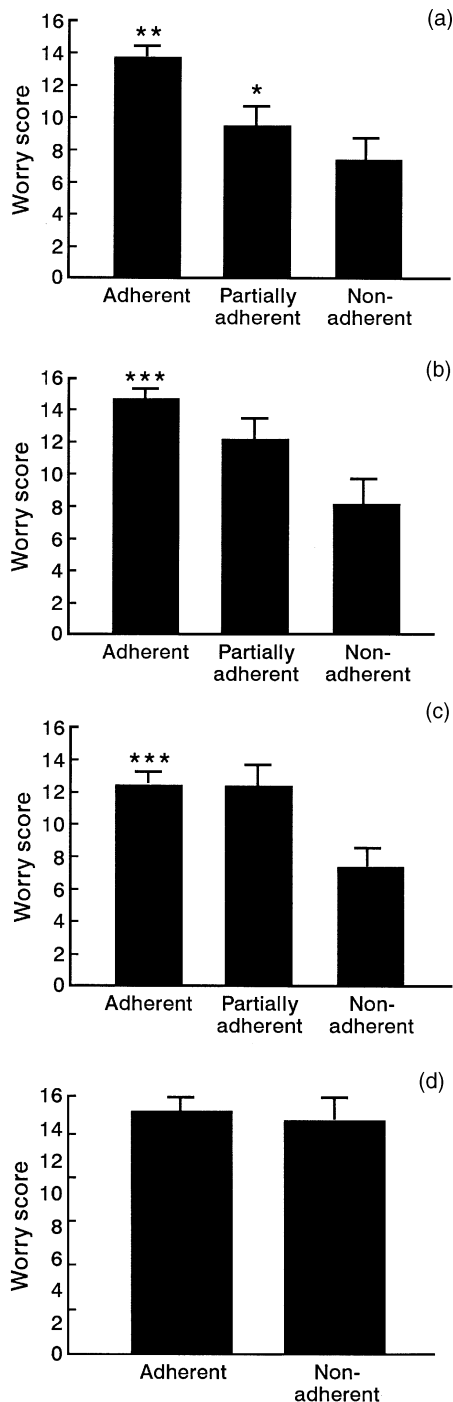 (a)
**
*
Worry score
16
14
12
10
8
6
4
2
0
Adherent
Partially
adherent
Non-
adherent
(b)
***
Worry score
16
14
12
10
8
6
4
2
0
Adherent
Partially
adherent
Non-
adherent
(c)
***
Worry score
16
14
12
10
8
6
4
2
0
Adherent
Partially
adherent
Non-
adherent
(d)
Worry score
16
14
12
10
8
6
4
2
0
Adherent
Non-
adherent